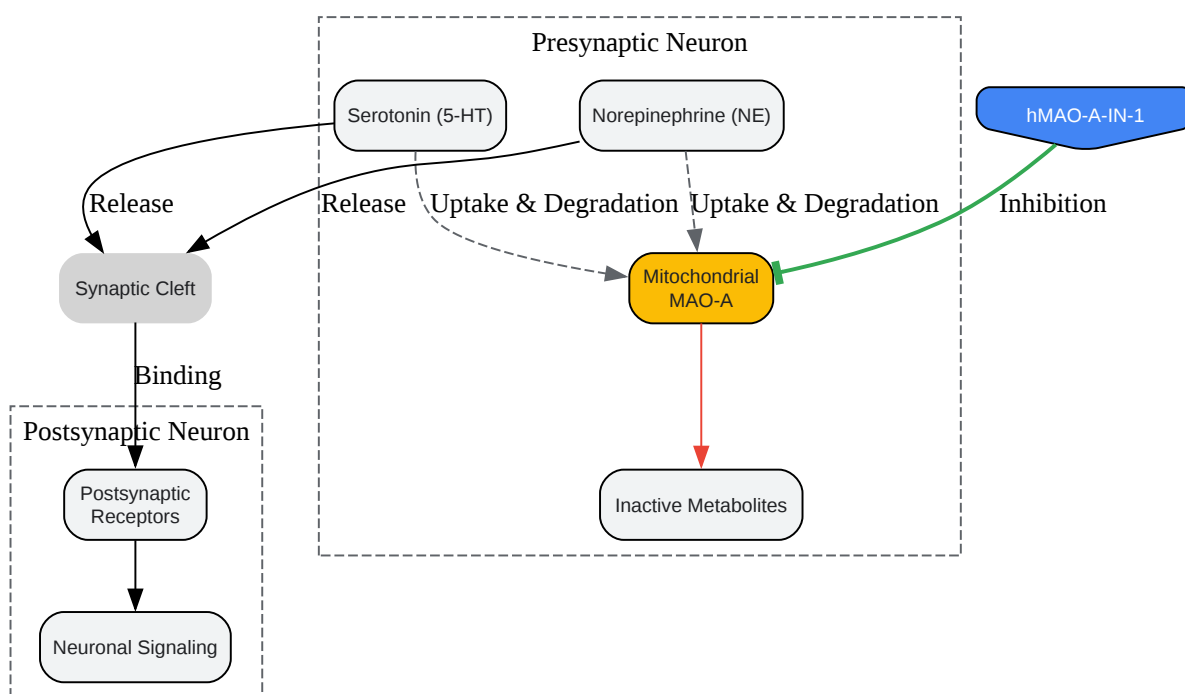 Presynaptic Neuron
Serotonin (5-HT)
Norepinephrine (NE)
hMAO-A-IN-1
Release
Release
Uptake & Degradation
Uptake & Degradation
Inhibition
Synaptic Cleft
Mitochondrial
MAO-A
Binding
Postsynaptic Neuron
Postsynaptic
Receptors
Inactive Metabolites
Neuronal Signaling